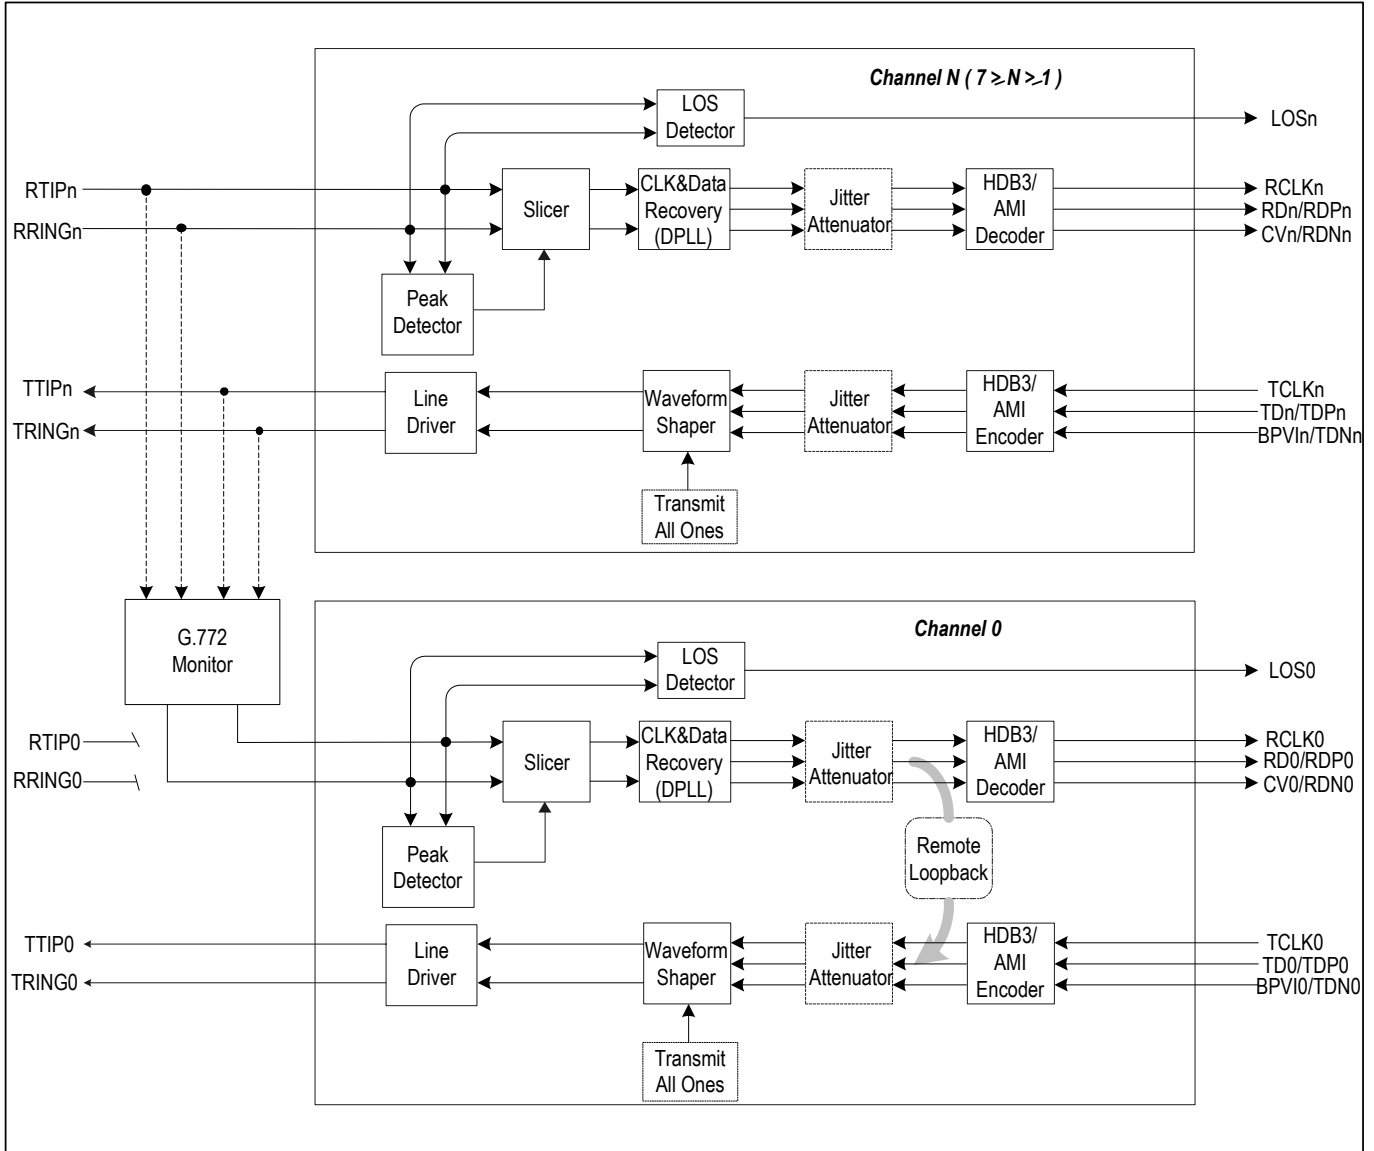 Channel N ( 7 > N > 1 )
LOS
Detector
LOSn
RTIPn
RRINGn
Slicer
CLK&Data
Recovery
(DPLL)
Jitter
Attenuator
HDB3/
AMI
Decoder
RCLKn
RDn/RDPn
CVn/RDNn
Peak
Detector
TTIPn
TRINGn
Line
Driver
Waveform
Shaper
Jitter
Attenuator
HDB3/
AMI
Encoder
TCLKn
TDn/TDPn
BPVIn/TDNn
Transmit
All Ones
G.772
Monitor
Channel 0
LOS
Detector
LOS0
RTIP0
RRING0
Slicer
CLK&Data
Recovery
(DPLL)
Jitter
Attenuator
HDB3/
AMI
Decoder
RCLK0
RD0/RDP0
CV0/RDN0
Peak
Detector
Remote
Loopback
TTIP0
TRING0
Line
Driver
Waveform
Shaper
Jitter
Attenuator
HDB3/
AMI
Encoder
TCLK0
TD0/TDP0
BPVI0/TDN0
Transmit
All Ones